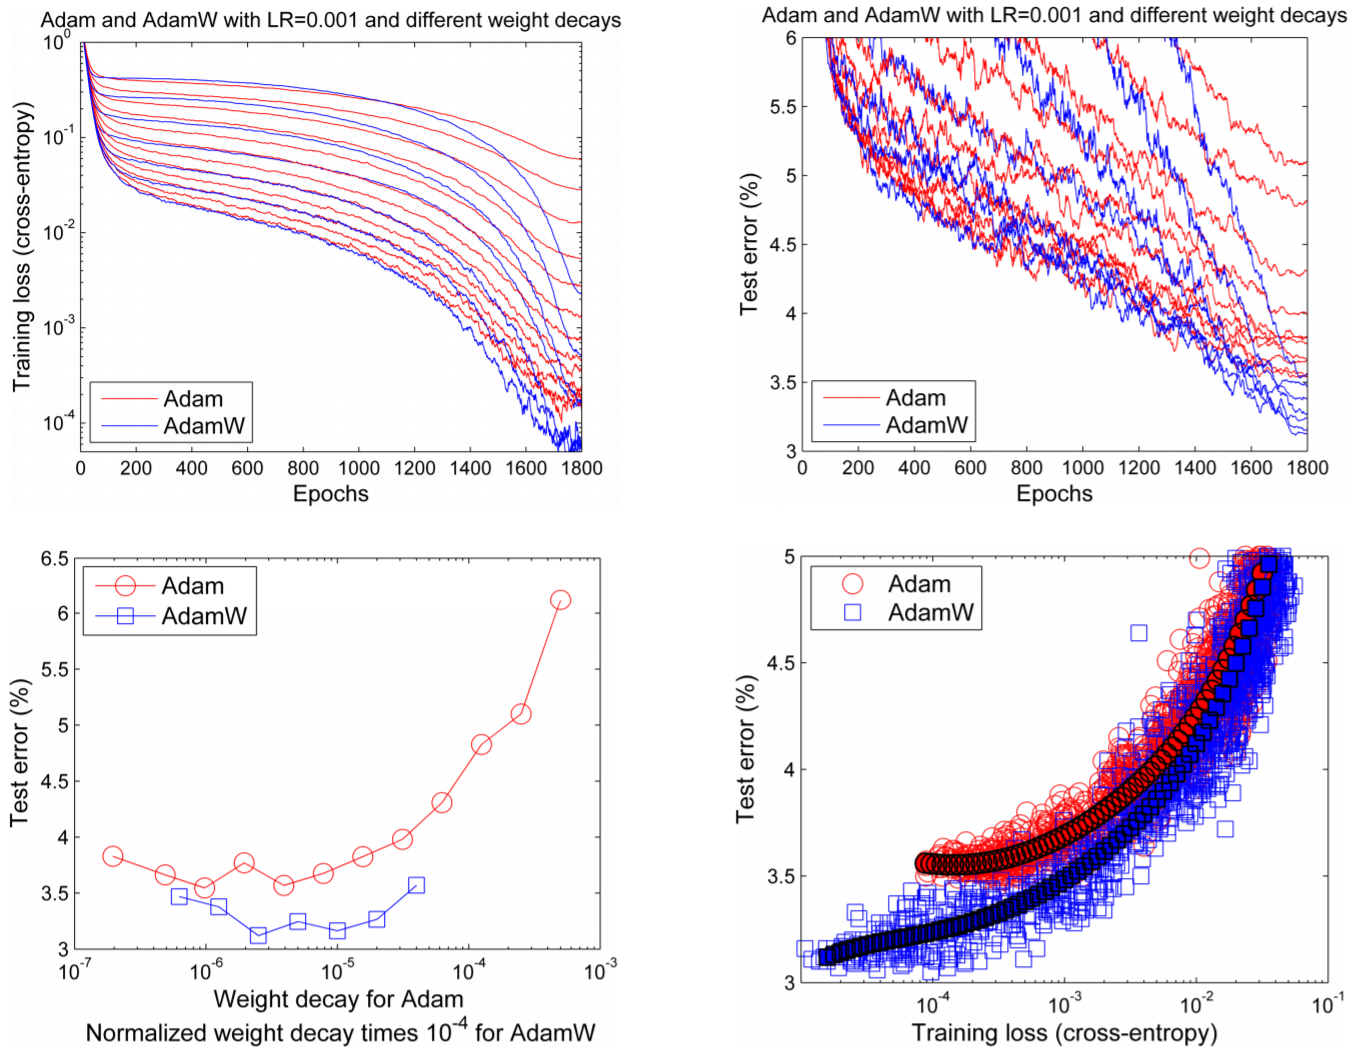 Adam and AdamW with LR=0.001 and different weight decays
10^0
10^-1
10^-2
10^-3
10^-4
Training loss (cross-entropy)
Adam
AdamW
0 200 400 600 800 1000 1200 1400 1600 1800
Epochs
Adam and AdamW with LR=0.001 and different weight decays
6
5.5
5
4.5
4
3.5
3
Test error (%)
Adam
AdamW
200 400 600 800 1000 1200 1400 1600 1800
Epochs
6.5
6
5.5
5
4.5
4
3.5
3
Test error (%)
Adam
AdamW
10^-7 10^-6 10^-5 10^-4 10^-3
Weight decay for Adam
Normalized weight decay times 10^-4 for AdamW
5
4.5
4
3.5
3
Test error (%)
Adam
AdamW
10^-4 10^-3 10^-2 10^-1
Training loss (cross-entropy)